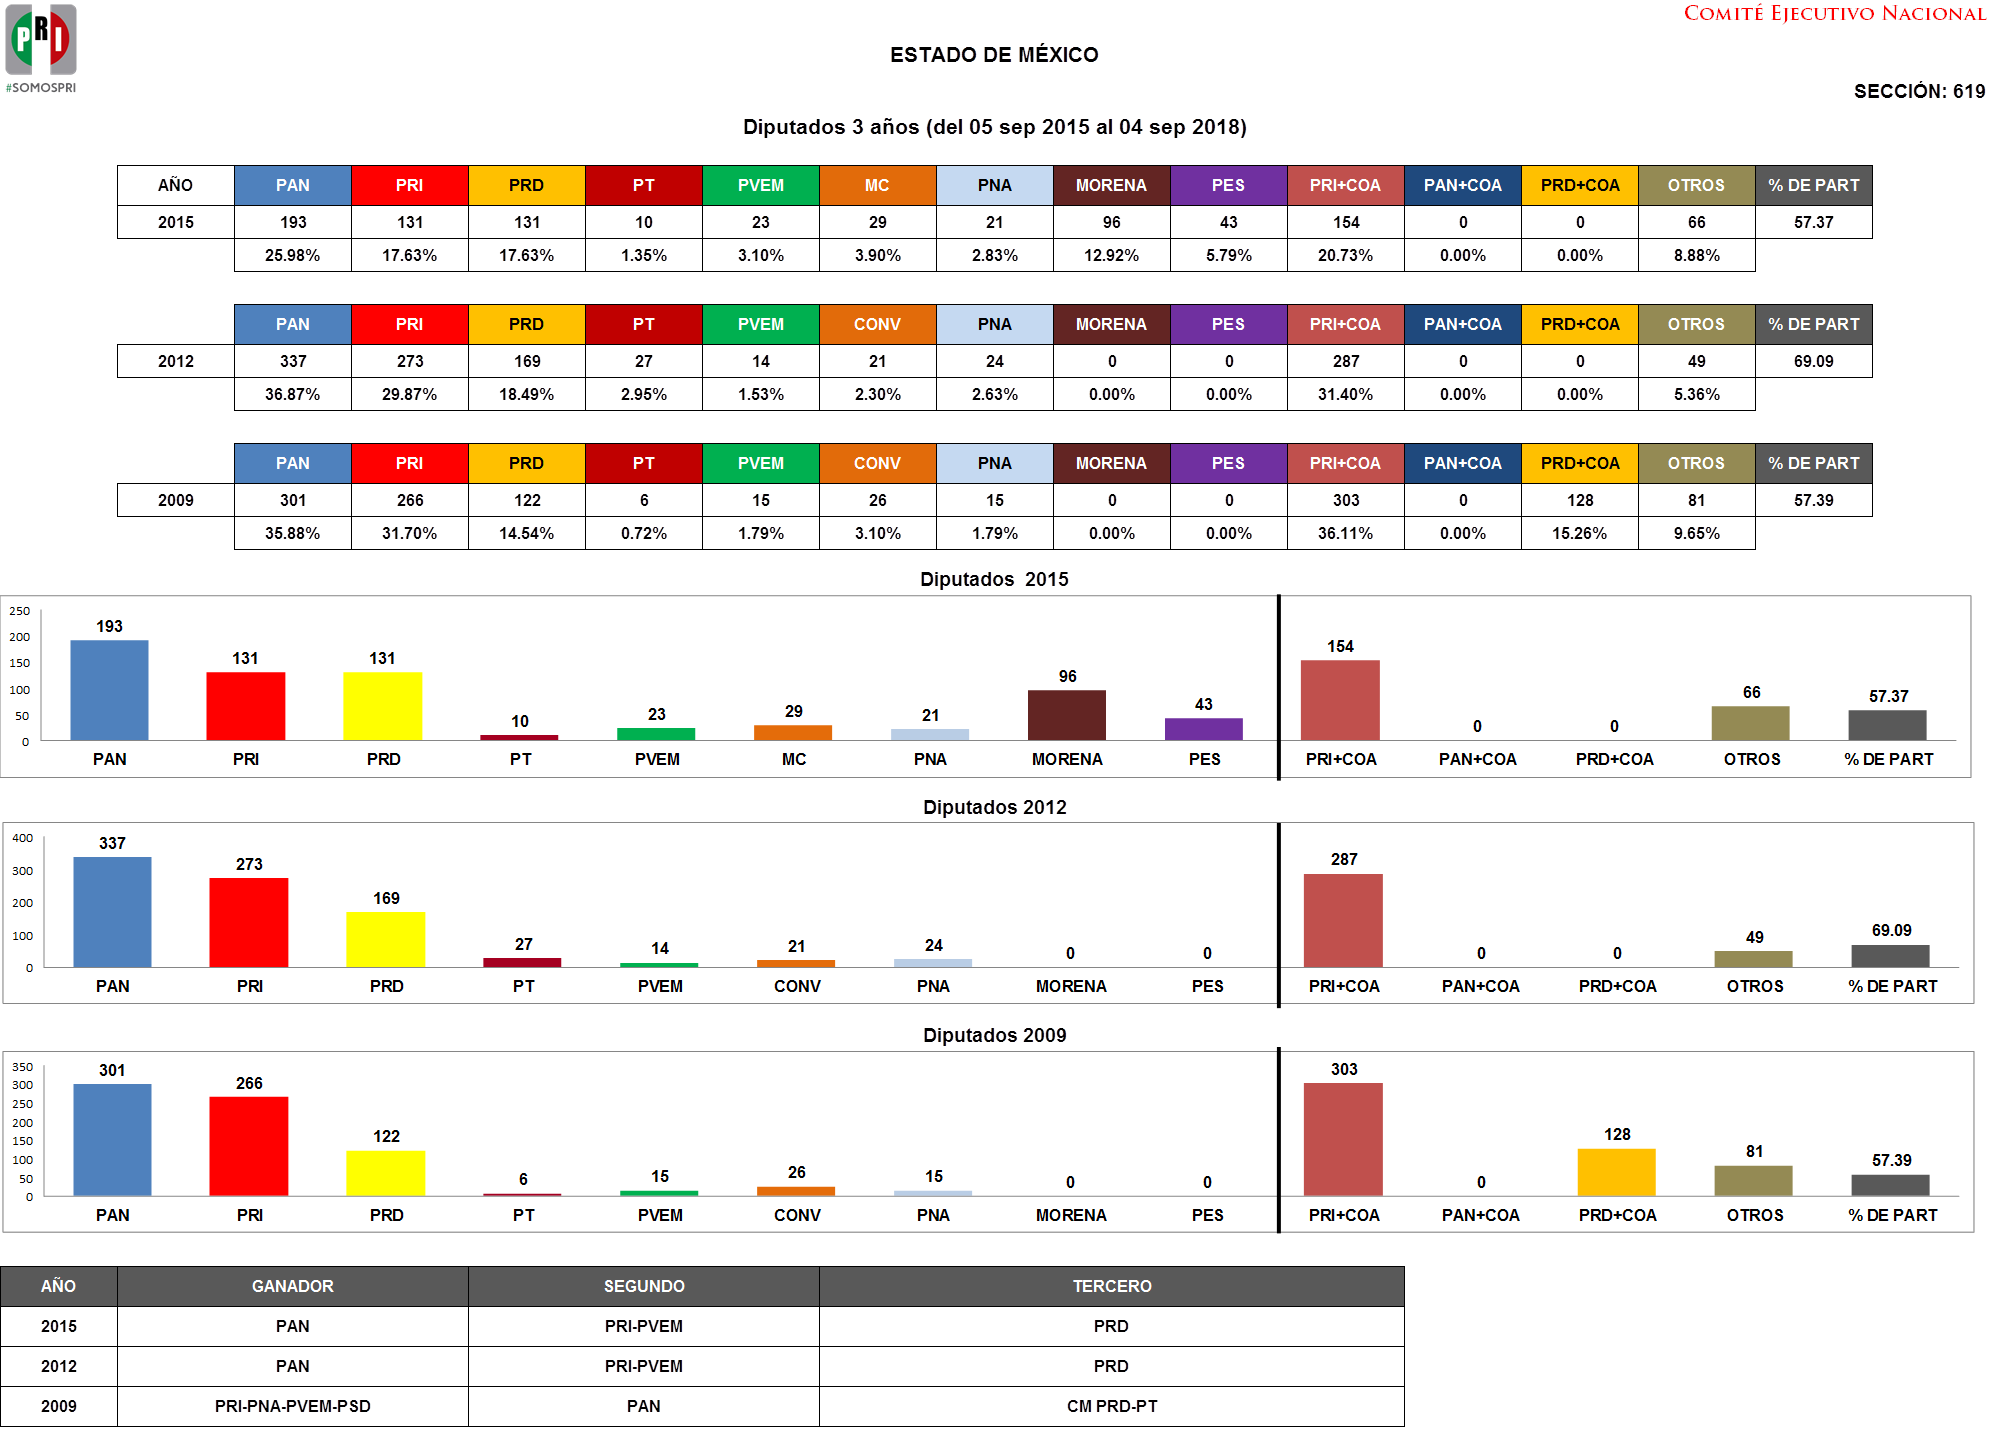 PRI
#SOMOSPRI
COMITÉ EJECUTIVO NACIONAL
ESTADO DE MÉXICO
SECCIÓN: 619
Diputados 3 años (del 05 sep 2015 al 04 sep 2018)
AÑO PAN PRI PRD PT PVEM MC PNA MORENA PES PRI+COA PAN+COA PRD+COA OTROS % DE PART
2015 193 131 131 10 23 29 21 96 43 154 0 0 66 57.37
25.98% 17.63% 17.63% 1.35% 3.10% 3.90% 2.83% 12.92% 5.79% 20.73% 0.00% 0.00% 8.88%
PAN PRI PRD PT PVEM CONV PNA MORENA PES PRI+COA PAN+COA PRD+COA OTROS % DE PART
2012 337 273 169 27 14 21 24 0 0 287 0 0 49 69.09
36.87% 29.87% 18.49% 2.95% 1.53% 2.30% 2.63% 0.00% 0.00% 31.40% 0.00% 0.00% 5.36%
PAN PRI PRD PT PVEM CONV PNA MORENA PES PRI+COA PAN+COA PRD+COA OTROS % DE PART
2009 301 266 122 6 15 26 15 0 0 303 0 128 81 57.39
35.88% 31.70% 14.54% 0.72% 1.79% 3.10% 1.79% 0.00% 0.00% 36.11% 0.00% 15.26% 9.65%
Diputados 2015
250
200
150
100
50
0
193 131 131 10 23 29 21 96 43 154 0 0 66 57.37
PAN PRI PRD PT PVEM MC PNA MORENA PES PRI+COA PAN+COA PRD+COA OTROS % DE PART
Diputados 2012
400
300
200
100
0
337 273 169 27 14 21 24 0 0 287 0 0 49 69.09
PAN PRI PRD PT PVEM CONV PNA MORENA PES PRI+COA PAN+COA PRD+COA OTROS % DE PART
Diputados 2009
350
300
250
200
150
100
50
0
301 266 122 6 15 26 15 0 0 303 0 128 81 57.39
PAN PRI PRD PT PVEM CONV PNA MORENA PES PRI+COA PAN+COA PRD+COA OTROS % DE PART
AÑO GANADOR SEGUNDO TERCERO
2015 PAN PRI-PVEM PRD
2012 PAN PRI-PVEM PRD
2009 PRI-PNA-PVEM-PSD PAN CM PRD-PT